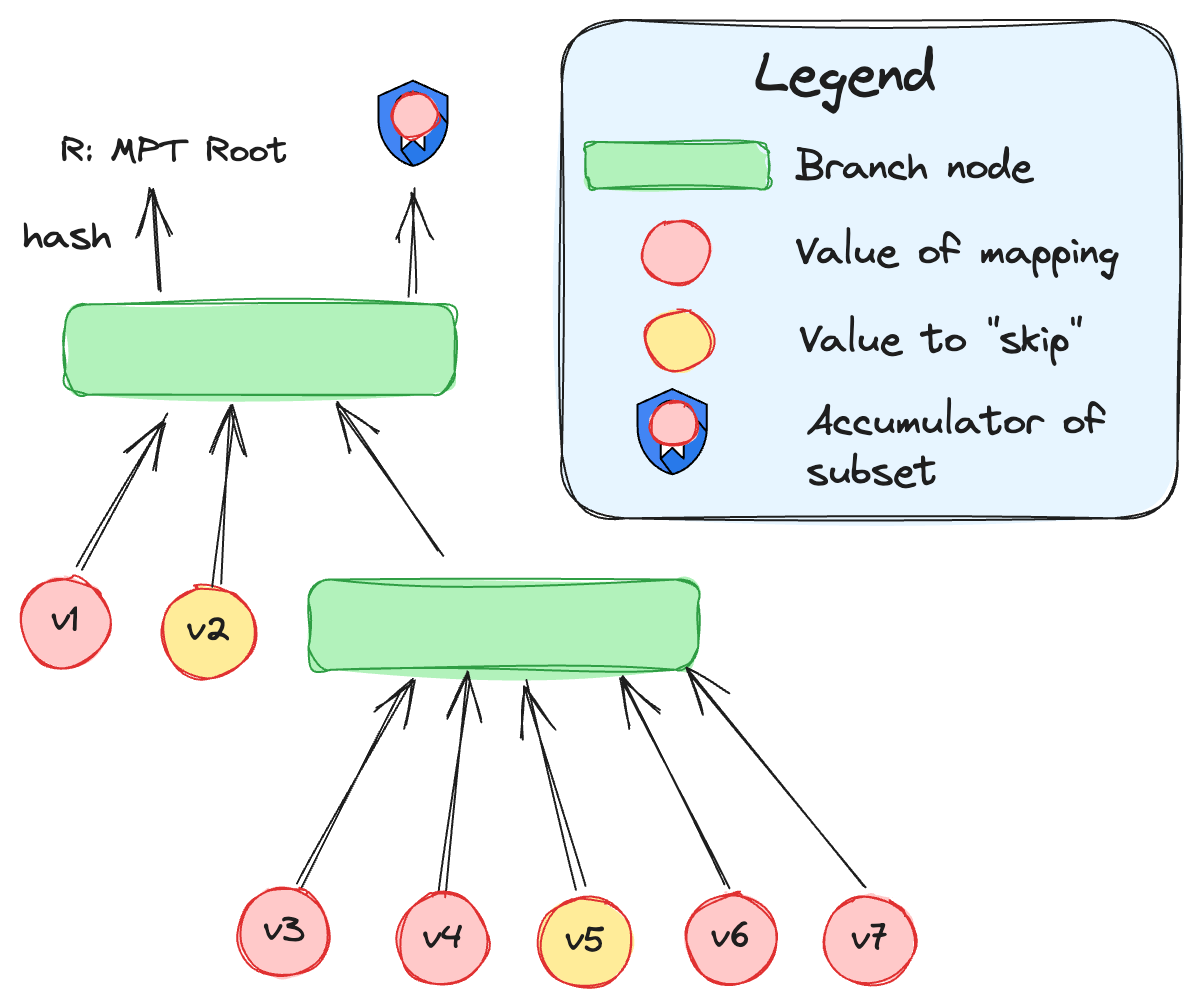 Legend
R: MPT Root
Branch node
hash
Value of mapping
Value to "skip"
Accumulator of
subset
v1
v2
v3
v4
v5
v6
v7